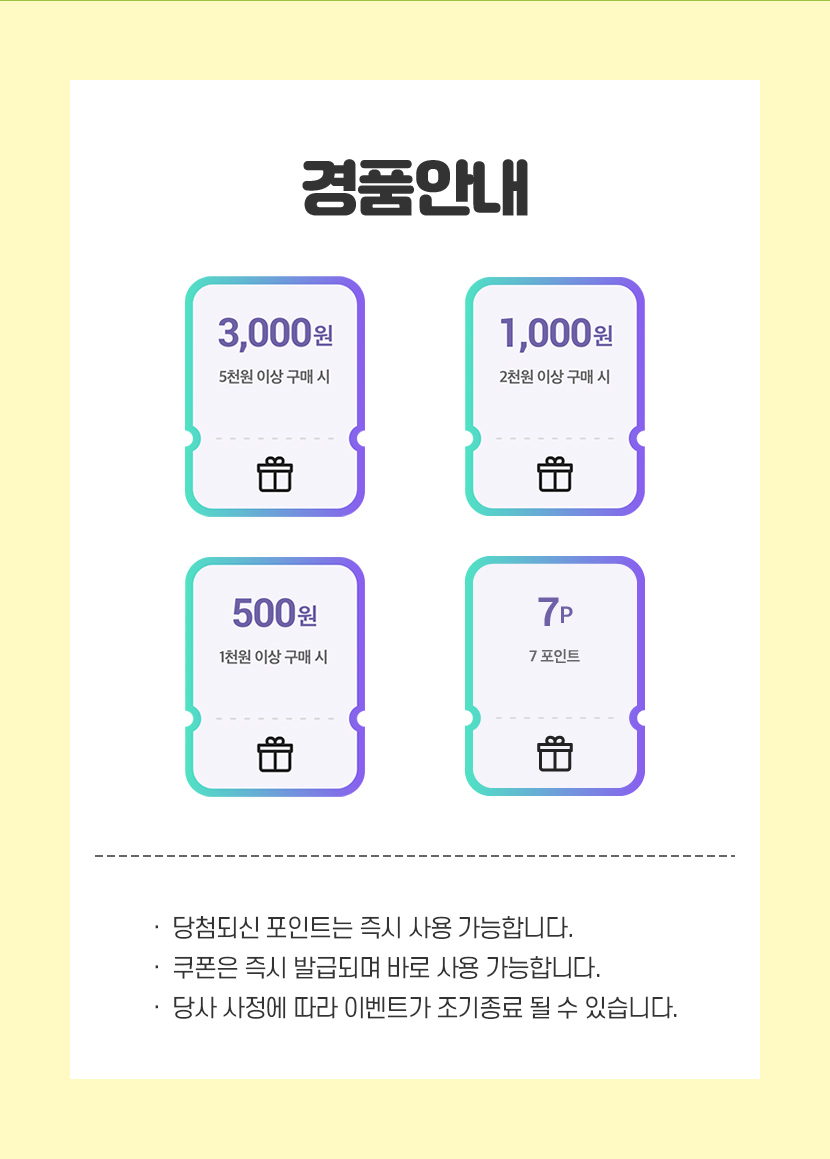 경품안내
3,000원
5천원 이상 구매 시
1,000원
2천원 이상 구매 시
500원
1천원 이상 구매 시
7P
7 포인트
· 당첨되신 포인트는 즉시 사용 가능합니다.
· 쿠폰은 즉시 발급되며 바로 사용 가능합니다.
· 당사 사정에 따라 이벤트가 조기종료 될 수 있습니다.